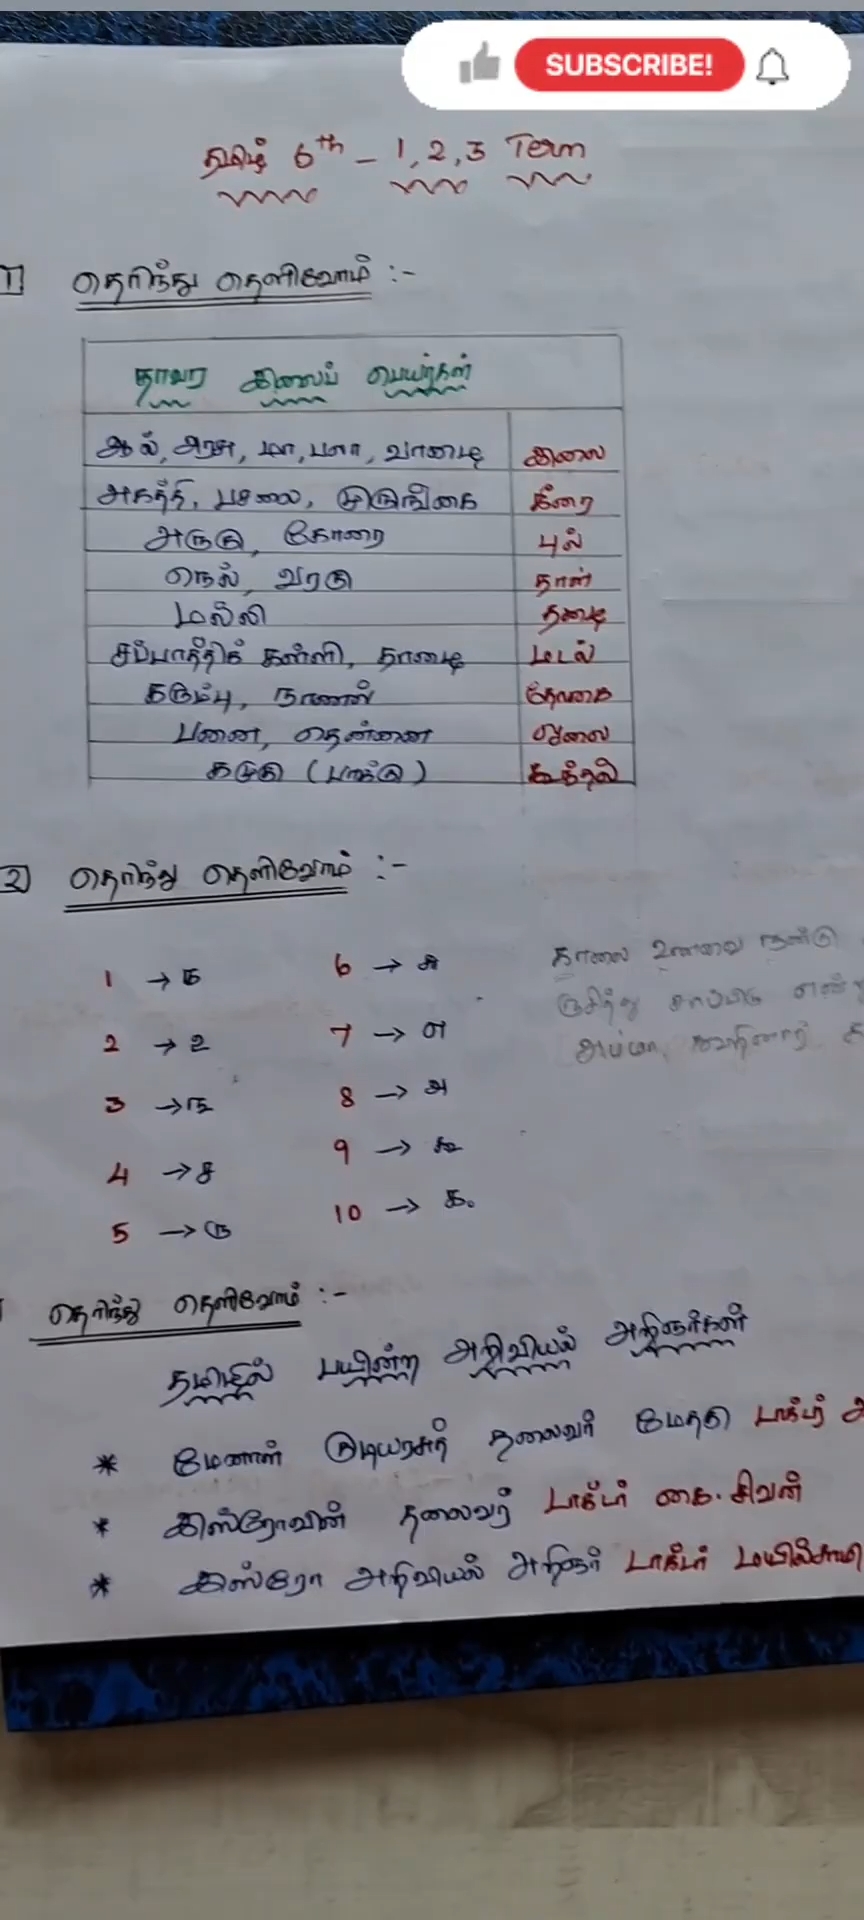 SUBSCRIBE!
தமிழ் 6th - 1, 2, 3 Term
1 தெரிந்து தெளிவோம் :-
தாவர இலைப் பெயர்கள்
ஆல், அரசு, மா, பலா, வாழை இலை
அகத்தி, பசலை, முருங்கை கீரை
அருகு, கோரை புல்
நெல், வரகு தாள்
மல்லி தழை
சப்பாத்திக் கள்ளி, தாழை மடல்
கரும்பு, நாணல் தோகை
பனை, தென்னை ஓலை
கமுகு (பாக்கு) கூந்தல்
2) தெரிந்து தெளிவோம் :-
1 → க 6 → சு
2 → உ 7 → எ
3 → ந 8 → அ
4 → ச 9 → கூ
5 → ரு 10 → க௦
காலை உணவை
ருசித்து சாப்பிடு
அம்மா,
தெரிந்து தெளிவோம் :-
தமிழில் பயின்ற அறிவியல் அறிஞர்கள்
* மேனாள் குடியரசுத் தலைவர் மேதகு டாக்டர்
* இஸ்ரோவின் தலைவர் டாக்டர் கை. சிவன்
* இஸ்ரோ அறிவியல் அறிஞர் டாக்டர் மயில்சாமி